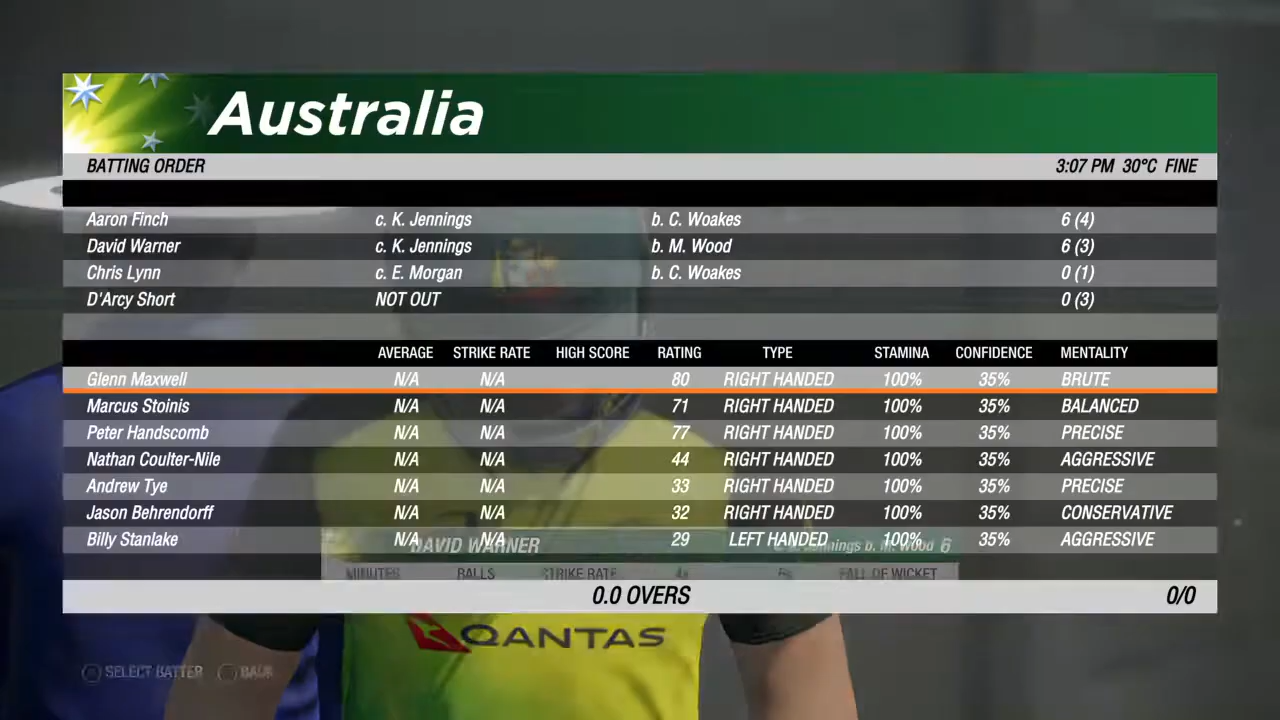 Australia
BATTING ORDER 3:07 PM 30°C FINE
Aaron Finch c. K. Jennings b. C. Woakes 6 (4)
David Warner c. K. Jennings b. M. Wood 6 (3)
Chris Lynn c. E. Morgan b. C. Woakes 0 (1)
D'Arcy Short NOT OUT 0 (3)
AVERAGE STRIKE RATE HIGH SCORE RATING TYPE STAMINA CONFIDENCE MENTALITY
Glenn Maxwell N/A N/A 80 RIGHT HANDED 100% 35% BRUTE
Marcus Stoinis N/A N/A 71 RIGHT HANDED 100% 35% BALANCED
Peter Handscomb N/A N/A 77 RIGHT HANDED 100% 35% PRECISE
Nathan Coulter-Nile N/A N/A 44 RIGHT HANDED 100% 35% AGGRESSIVE
Andrew Tye N/A N/A 33 RIGHT HANDED 100% 35% PRECISE
Jason Behrendorff N/A N/A 32 RIGHT HANDED 100% 35% CONSERVATIVE
Billy Stanlake N/A N/A 29 LEFT HANDED 100% 35% AGGRESSIVE
DAVID WARNER Jennings b. M. Wood 6
MINUTES BALLS STRIKE RATE 4s 6s FALL OF WICKET
0.0 OVERS 0/0
QANTAS
SELECT BATTER BACK